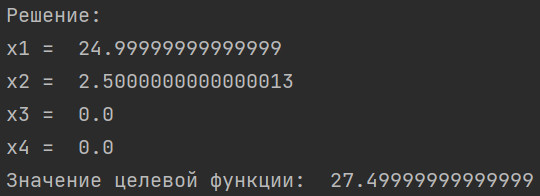 Решение:
x1 =  24.99999999999999
x2 =  2.5000000000000013
x3 =  0.0
x4 =  0.0
Значение целевой функции:  27.49999999999999